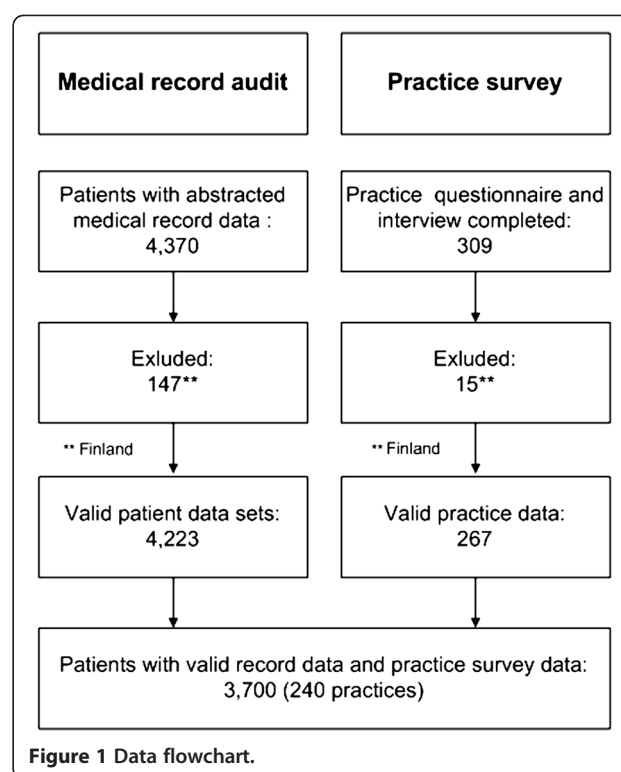 Medical record audit
Practice survey
Patients with abstracted
medical record data :
4,370
Practice questionnaire and
interview completed:
309
Exluded:
147**
Exluded:
15**
** Finland
** Finland
Valid patient data sets:
4,223
Valid practice data:
267
Patients with valid record data and practice survey data:
3,700 (240 practices)
Figure 1 Data flowchart.